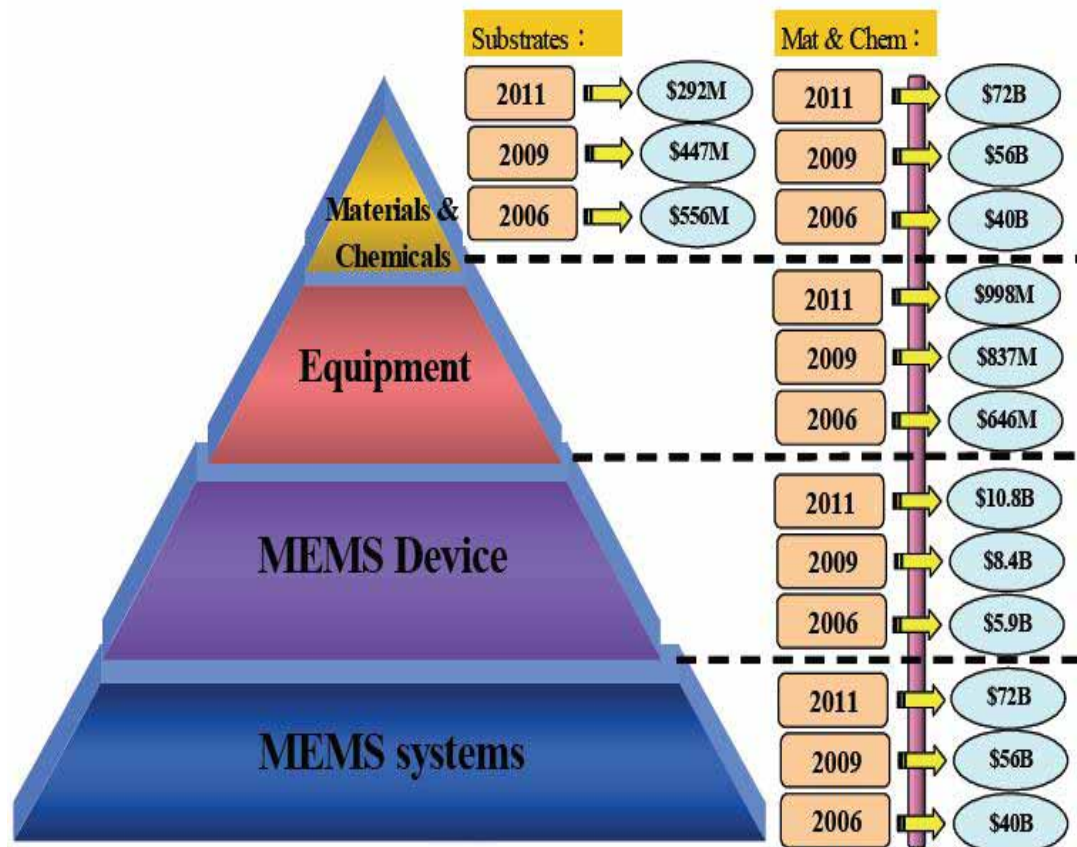 Substrates：
2011
$292M
2009
$447M
2006
$556M
Mat & Chem：
2011
$72B
2009
$56B
2006
$40B
Materials &
Chemicals
2011
$998M
2009
$837M
2006
$646M
Equipment
2011
$10.8B
2009
$8.4B
2006
$5.9B
MEMS Device
2011
$72B
2009
$56B
2006
$40B
MEMS systems